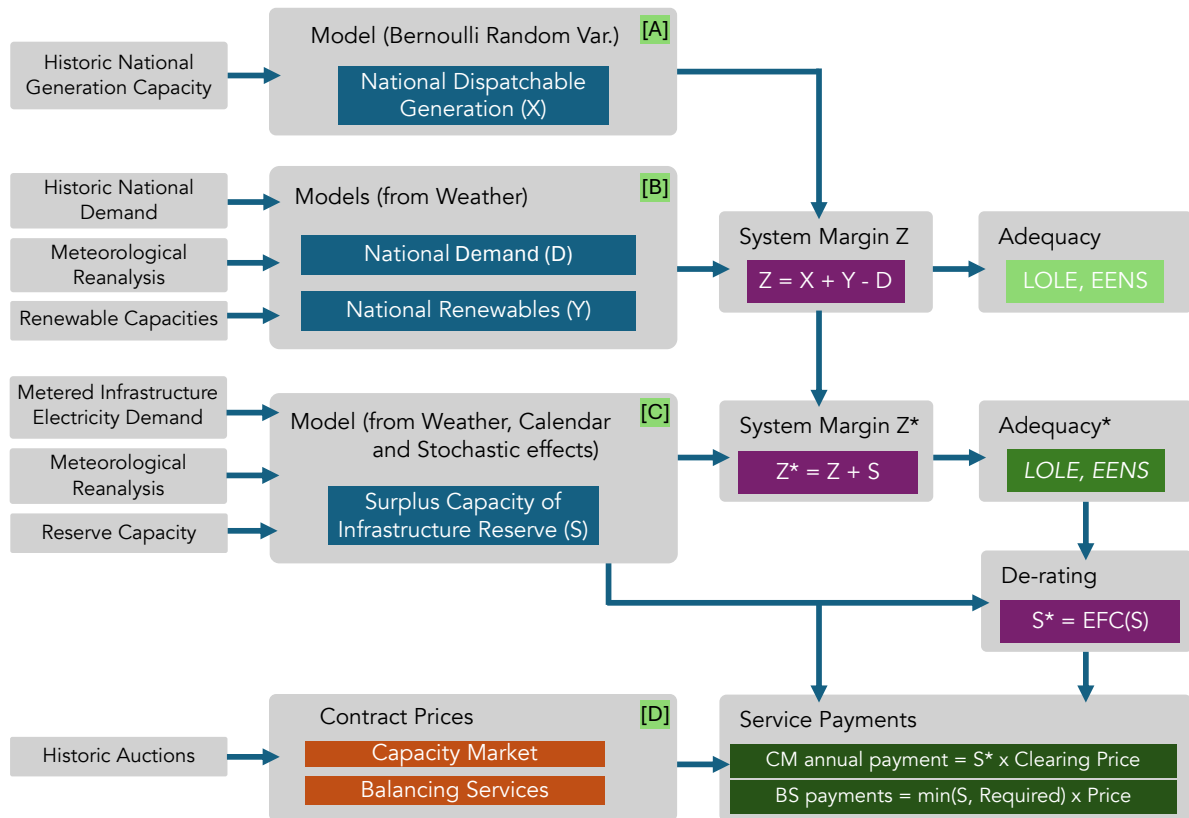 Historic National
Generation Capacity
Model (Bernoulli Random Var.)
[A]
National Dispatchable
Generation (X)
Historic National
Demand
Meteorological
Reanalysis
Renewable Capacities
Models (from Weather)
[B]
National Demand (D)
National Renewables (Y)
System Margin Z
Z = X + Y - D
Adequacy
LOLE, EENS
Metered Infrastructure
Electricity Demand
Meteorological
Reanalysis
Reserve Capacity
Model (from Weather, Calendar
and Stochastic effects)
[C]
Surplus Capacity of
Infrastructure Reserve (S)
System Margin Z*
Z* = Z + S
Adequacy*
LOLE, EENS
De-rating
S* = EFC(S)
Historic Auctions
Contract Prices
[D]
Capacity Market
Balancing Services
Service Payments
CM annual payment = S* x Clearing Price
BS payments = min(S, Required) x Price